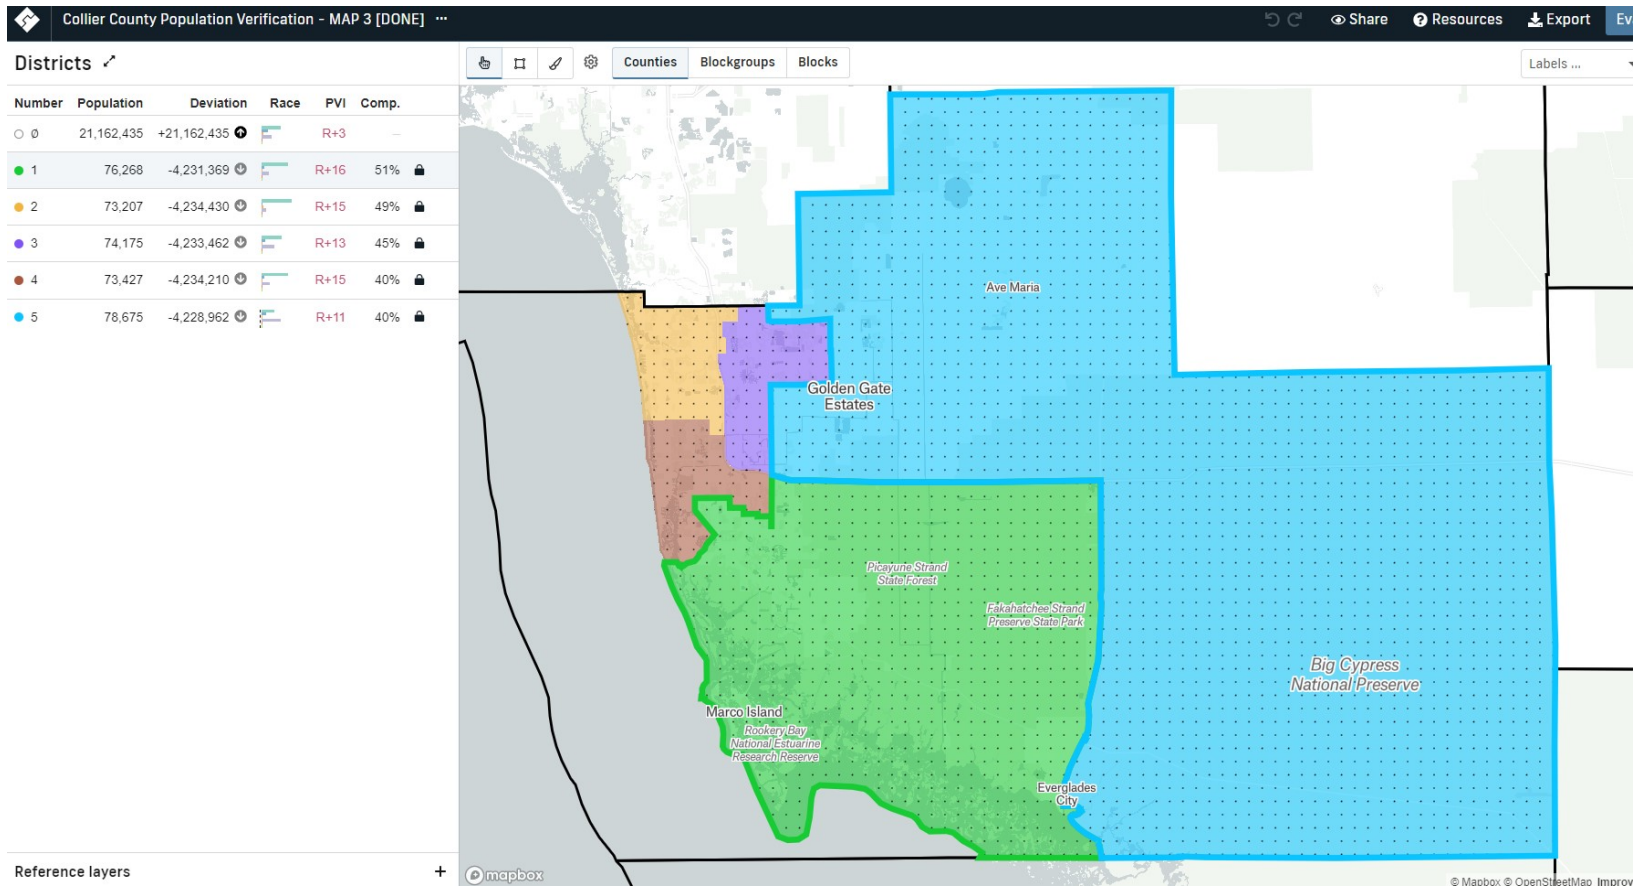 Collier County Population Verification - MAP 3 [DONE] ···
Share
Resources
Export
Ev
Districts
Counties
Blockgroups
Blocks
Labels ...
Number Population Deviation Race PVI Comp.
Ø 21,162,435 +21,162,435 R+3 —
1 76,268 -4,231,369 R+16 51%
2 73,207 -4,234,430 R+15 49%
3 74,175 -4,233,462 R+13 45%
4 73,427 -4,234,210 R+15 40%
5 78,675 -4,228,962 R+11 40%
Ave Maria
Golden Gate
Estates
Picayune Strand
State Forest
Fakahatchee Strand
Preserve State Park
Big Cypress
National Preserve
Marco Island
Rookery Bay
National Estuarine
Research Reserve
Everglades
City
Reference layers +
mapbox
© Mapbox © OpenStreetMap Improv